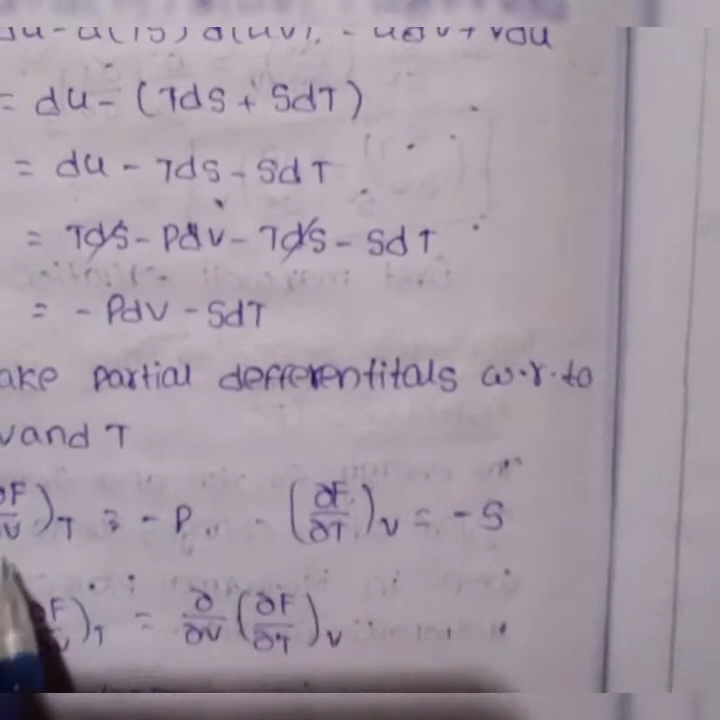 = du - (Tds + SdT)
= du - Tds - SdT
= Tds - Pdv - Tds - SdT
= - Pdv - SdT
ake partial defferentitals w.r.to
v and T
∂F/∂v)T = - P. (∂F/∂T)v = - S
)T = ∂/∂v (∂F/∂T)v